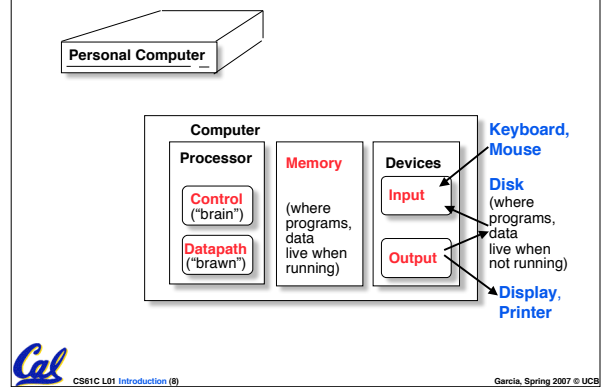 Personal Computer
Computer
Processor
Control
("brain")
Datapath
("brawn")
Memory
(where
programs,
data
live when
running)
Devices
Input
Output
Keyboard,
Mouse
Disk
(where
programs,
data
live when
not running)
Display,
Printer
Cal
CS61C L01 Introduction (8)
Garcia, Spring 2007 © UCB